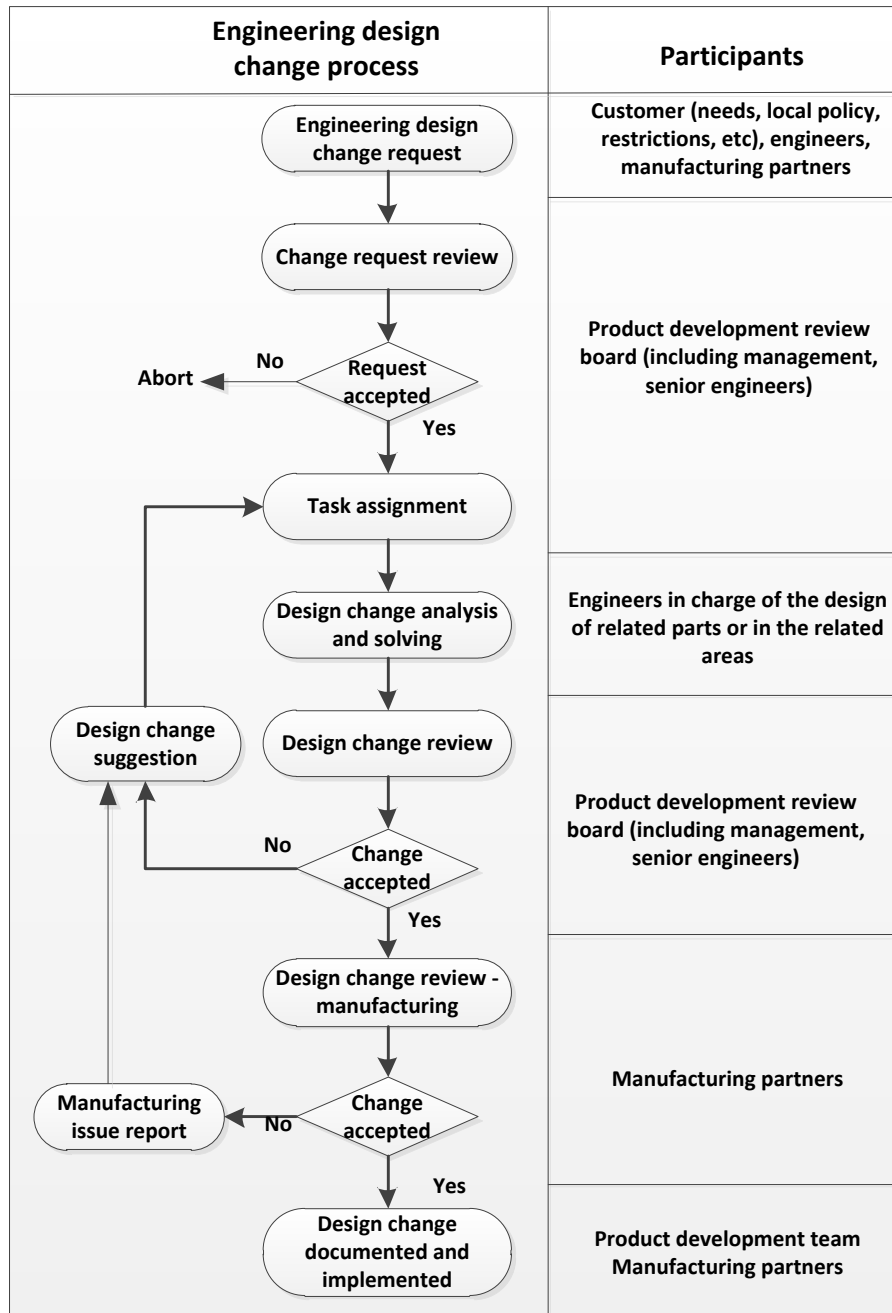 Engineering design
change process
Participants
Engineering design
change request
Customer (needs, local policy,
restrictions, etc), engineers,
manufacturing partners
Change request review
Product development review
board (including management,
senior engineers)
Request
accepted
No
Abort
Yes
Task assignment
Design change analysis
and solving
Engineers in charge of the design
of related parts or in the related
areas
Design change
suggestion
Design change review
Product development review
board (including management,
senior engineers)
No
Change
accepted
Yes
Design change review -
manufacturing
Manufacturing partners
Manufacturing
issue report
No
Change
accepted
Yes
Design change
documented and
implemented
Product development team
Manufacturing partners